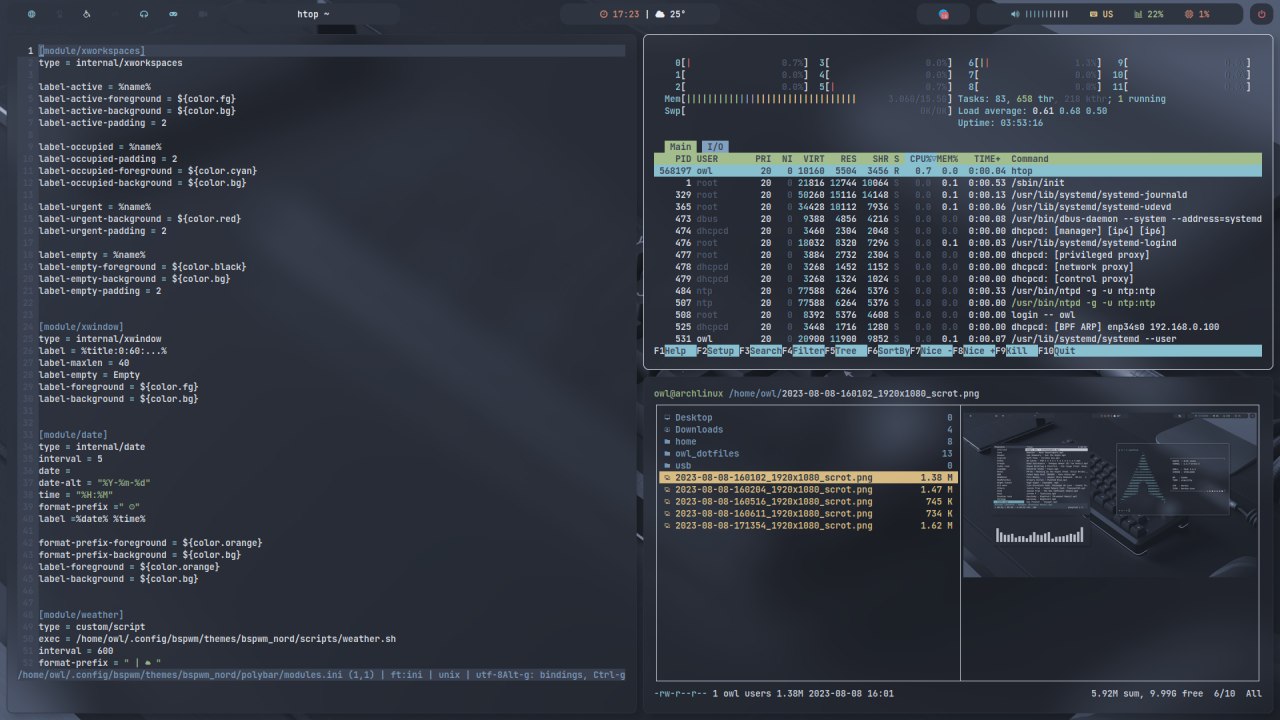 htop ~
17:23 | 25°
US 22% 1%
1 [module/xworkspaces]
type = internal/xworkspaces
label-active = %name%
label-active-foreground = ${color.fg}
label-active-background = ${color.bg}
label-active-padding = 2
label-occupied = %name%
label-occupied-padding = 2
label-occupied-foreground = ${color.cyan}
label-occupied-background = ${color.bg}
label-urgent = %name%
label-urgent-background = ${color.red}
label-urgent-padding = 2
label-empty = %name%
label-empty-foreground = ${color.black}
label-empty-background = ${color.bg}
label-empty-padding = 2
[module/xwindow]
type = internal/xwindow
label = %title:0:60:...%
label-maxlen = 40
label-empty = Empty
label-foreground = ${color.fg}
label-background = ${color.bg}
[module/date]
type = internal/date
interval = 5
date =
date-alt = "%Y-%m-%d"
time = "%H:%M"
format-prefix = "
label =%date% %time%
format-prefix-foreground = ${color.orange}
format-prefix-background = ${color.bg}
label-foreground = ${color.orange}
label-background = ${color.bg}
[module/weather]
type = custom/script
exec = /home/owl/.config/bspwm/themes/bspwm_nord/scripts/weather.sh
interval = 600
format-prefix = " | "
/home/owl/.config/bspwm/themes/bspwm_nord/polybar/modules.ini (1,1) | ft:ini | unix | utf-8Alt-g: bindings, Ctrl-g
0[| 0.7%] 3[ 0.0%] 6[|| 1.3%] 9[ ]
1[ 0.0%] 4[ 0.0%] 7[ 0.0%] 10[ ]
2[ 0.0%] 5[| 0.7%] 8[ 0.0%] 11[ ]
Mem[ ] Tasks: 83, 658 thr, 218 kthr; 1 running
Swp[ 0K/0K] Load average: 0.61 0.68 0.50
Uptime: 03:53:16
Main I/O
PID USER PRI NI VIRT RES SHR S CPU%▽MEM% TIME+ Command
568197 owl 20 0 10160 5504 3456 R 0.7 0.0 0:00.04 htop
1 root 20 0 21816 12744 10064 S 0.0 0.1 0:00.53 /sbin/init
329 root 20 0 50260 15116 14148 S 0.0 0.1 0:00.13 /usr/lib/systemd/systemd-journald
365 root 20 0 34428 10112 7936 S 0.0 0.1 0:00.06 /usr/lib/systemd/systemd-udevd
473 dbus 20 0 9388 4856 4216 S 0.0 0.0 0:00.08 /usr/bin/dbus-daemon --system --address=systemd
474 dhcpcd 20 0 3460 2304 2048 S 0.0 0.0 0:00.01 dhcpcd: [manager] [ip4] [ip6]
476 root 20 0 18032 8320 7296 S 0.0 0.1 0:00.03 /usr/lib/systemd/systemd-logind
477 root 20 0 3884 2732 2304 S 0.0 0.0 0:00.00 dhcpcd: [privileged proxy]
478 dhcpcd 20 0 3268 1452 1152 S 0.0 0.0 0:00.00 dhcpcd: [network proxy]
479 dhcpcd 20 0 3268 1324 1024 S 0.0 0.0 0:00.00 dhcpcd: [control proxy]
484 ntp 20 0 77588 6264 5376 S 0.0 0.0 0:00.33 /usr/bin/ntpd -g -u ntp:ntp
507 ntp 20 0 77588 6264 5376 S 0.0 0.0 0:00.00 /usr/bin/ntpd -g -u ntp:ntp
508 root 20 0 8392 5376 4608 S 0.0 0.0 0:00.00 login -- owl
525 dhcpcd 20 0 3448 1716 1280 S 0.0 0.0 0:00.00 dhcpcd: [BPF ARP] enp34s0 192.168.0.100
531 owl 20 0 20900 11900 9852 S 0.0 0.1 0:00.07 /usr/lib/systemd/systemd --user
F1Help F2Setup F3SearchF4FilterF5Tree F6SortByF7Nice -F8Nice +F9Kill F10Quit
owl@archlinux /home/owl/2023-08-08-160102_1920x1080_scrot.png
Desktop 0
Downloads 4
home 8
owl_dotfiles 13
usb 0
2023-08-08-160102_1920x1080_scrot.png 1.38 M
2023-08-08-160204_1920x1080_scrot.png 1.47 M
2023-08-08-160516_1920x1080_scrot.png 745 K
2023-08-08-160611_1920x1080_scrot.png 734 K
2023-08-08-171354_1920x1080_scrot.png 1.62 M
-rw-r--r-- 1 owl users 1.38M 2023-08-08 16:01 5.92M sum, 9.99G free 6/10 All